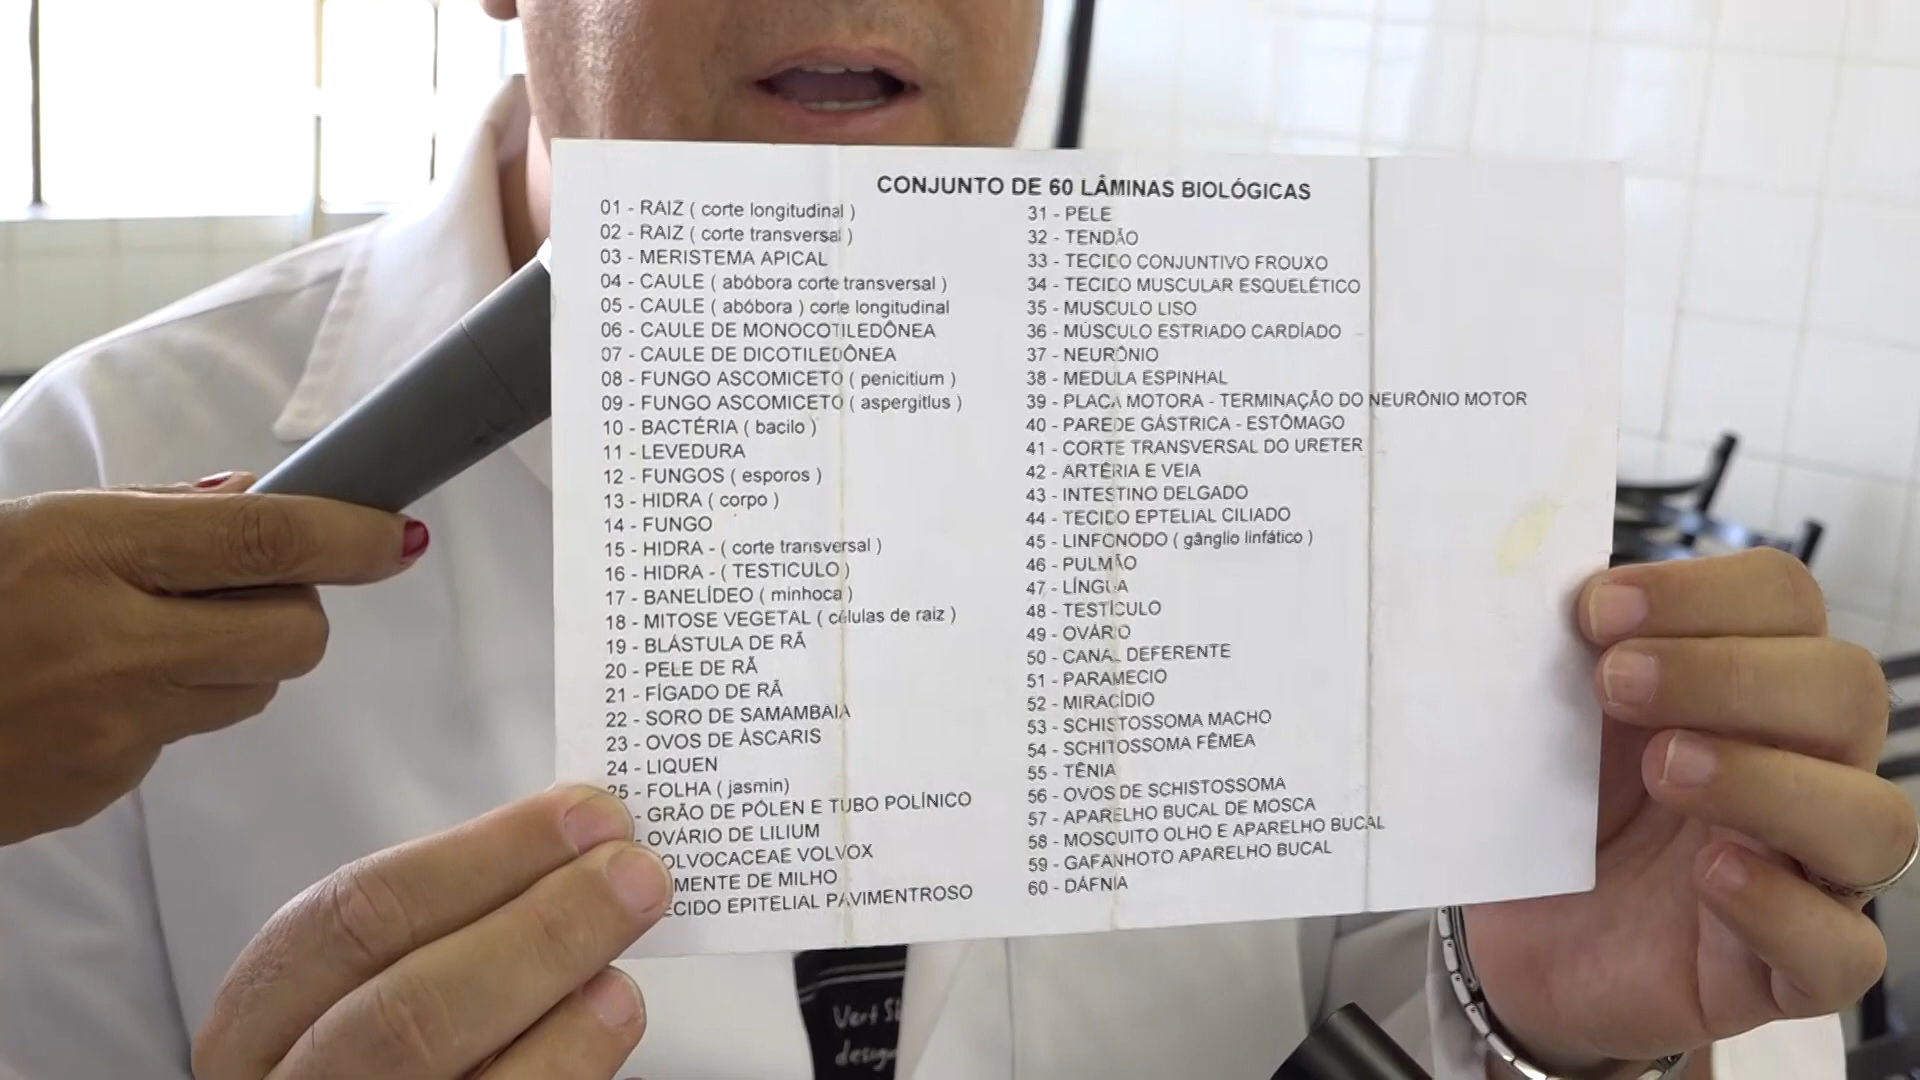 CONJUNTO DE 60 LÂMINAS BIOLÓGICAS
01 - RAIZ ( corte longitudinal )
02 - RAIZ ( corte transversal )
03 - MERISTEMA APICAL
04 - CAULE ( abóbora corte transversal )
05 - CAULE ( abóbora ) corte longitudinal
06 - CAULE DE MONOCOTILEDÔNEA
07 - CAULE DE DICOTILEDÔNEA
08 - FUNGO ASCOMICETO ( penicitium )
09 - FUNGO ASCOMICETO ( aspergitlus )
10 - BACTÉRIA ( bacilo )
11 - LEVEDURA
12 - FUNGOS ( esporos )
13 - HIDRA ( corpo )
14 - FUNGO
15 - HIDRA - ( corte transversal )
16 - HIDRA - ( TESTICULO )
17 - BANELÍDEO ( minhoca )
18 - MITOSE VEGETAL ( células de raiz )
19 - BLÁSTULA DE RÃ
20 - PELE DE RÃ
21 - FÍGADO DE RÃ
22 - SORO DE SAMAMBAIA
23 - OVOS DE ÁSCARIS
24 - LIQUEN
25 - FOLHA ( jasmin)
- GRÃO DE PÓLEN E TUBO POLÍNICO
- OVÁRIO DE LILIUM
OLVOCACEAE VOLVOX
MENTE DE MILHO
ECIDO EPITELIAL PAVIMENTROSO
31 - PELE
32 - TENDÃO
33 - TECIDO CONJUNTIVO FROUXO
34 - TECIDO MUSCULAR ESQUELÉTICO
35 - MUSCULO LISO
36 - MÚSCULO ESTRIADO CARDÍADO
37 - NEURÔNIO
38 - MEDULA ESPINHAL
39 - PLACA MOTORA - TERMINAÇÃO DO NEURÔNIO MOTOR
40 - PAREDE GÁSTRICA - ESTÔMAGO
41 - CORTE TRANSVERSAL DO URETER
42 - ARTÉRIA E VEIA
43 - INTESTINO DELGADO
44 - TECIDO EPTELIAL CILIADO
45 - LINFONODO ( gânglio linfático )
46 - PULMÃO
47 - LÍNGUA
48 - TESTÍCULO
49 - OVÁRIO
50 - CANAL DEFERENTE
51 - PARAMECIO
52 - MIRACÍDIO
53 - SCHISTOSSOMA MACHO
54 - SCHITOSSOMA FÊMEA
55 - TÊNIA
56 - OVOS DE SCHISTOSSOMA
57 - APARELHO BUCAL DE MOSCA
58 - MOSQUITO OLHO E APARELHO BUCAL
59 - GAFANHOTO APARELHO BUCAL
60 - DÁFNIA
Vert